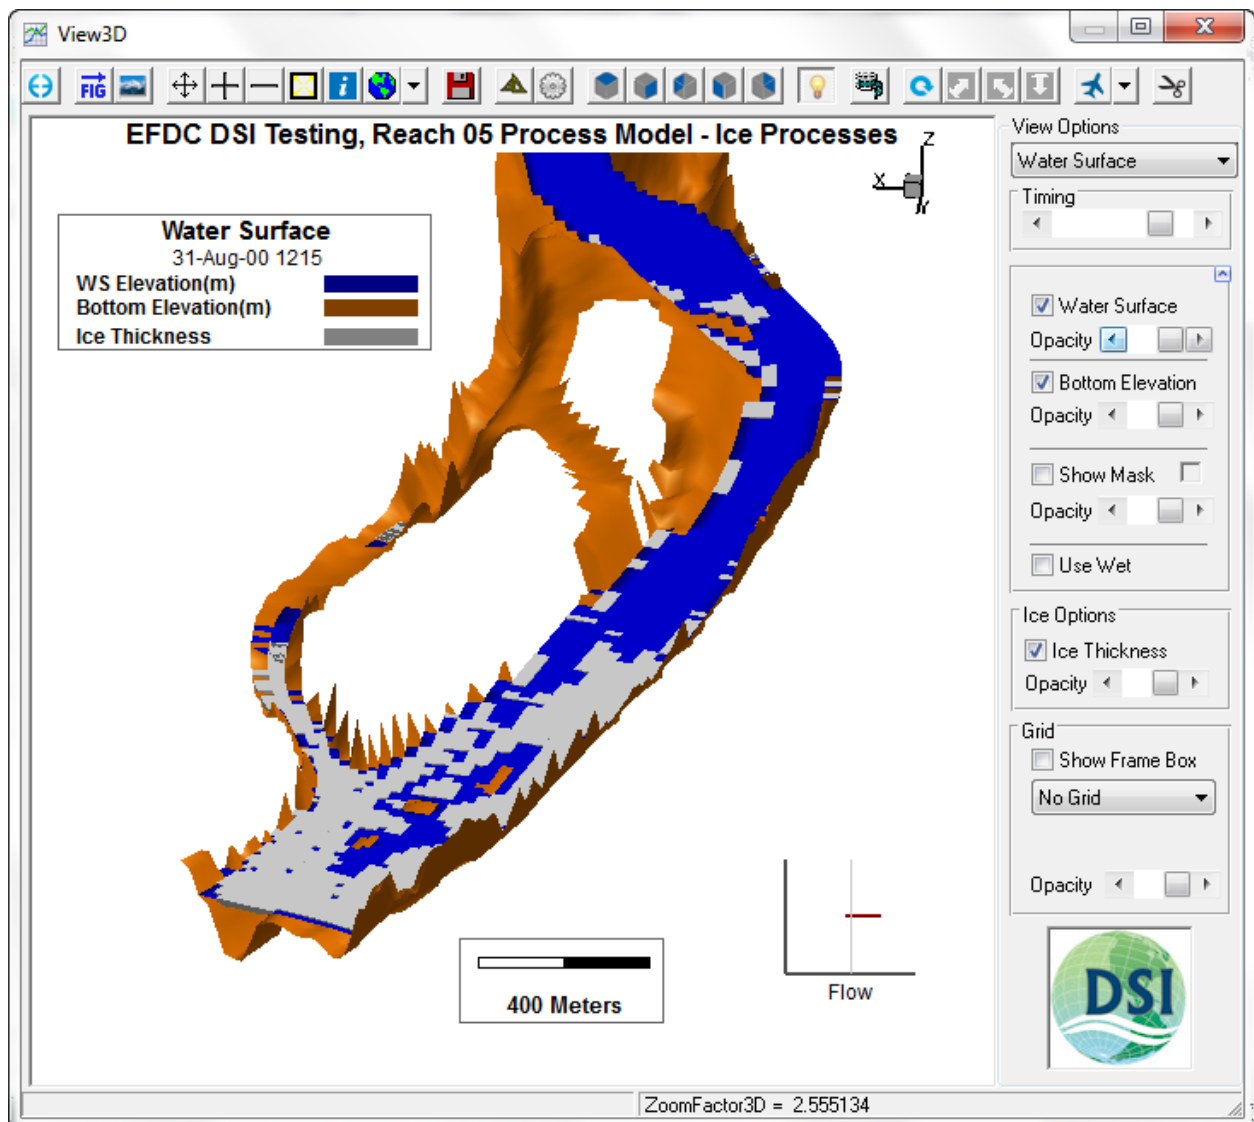 View3D
FIG
EFDC DSI Testing, Reach 05 Process Model - Ice Processes
Z
X
Water Surface
31-Aug-00 1215
WS Elevation(m)
Bottom Elevation(m)
Ice Thickness
400 Meters
Flow
View Options
Water Surface
Timing
Water Surface
Opacity
Bottom Elevation
Opacity
Show Mask
Opacity
Use Wet
Ice Options
Ice Thickness
Opacity
Grid
Show Frame Box
No Grid
Opacity
DSI
ZoomFactor3D = 2.555134